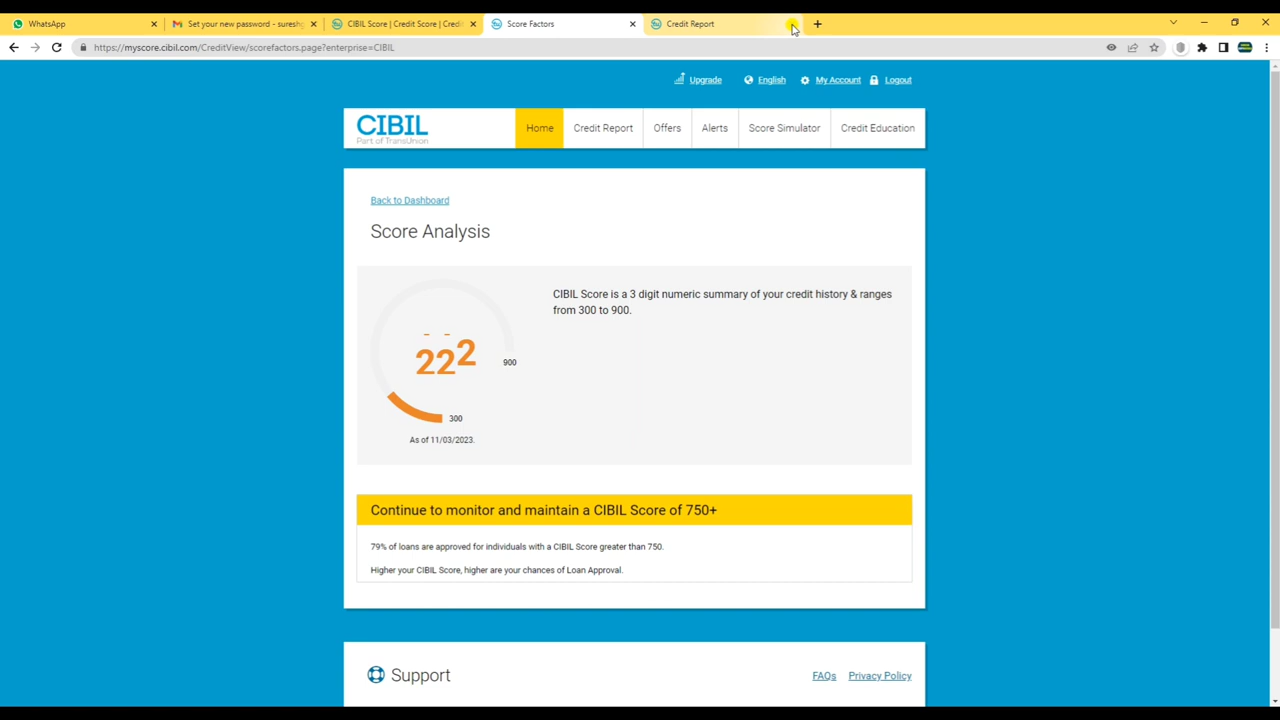 WhatsApp
Set your new password - sureshg
CIBIL Score | Credit Score | Credi
Score Factors
Credit Report
https://myscore.cibil.com/CreditView/scorefactors.page?enterprise=CIBIL
Upgrade English My Account Logout
CIBIL
Part of TransUnion
Home Credit Report Offers Alerts Score Simulator Credit Education
Back to Dashboard
Score Analysis
CIBIL Score is a 3 digit numeric summary of your credit history & ranges
from 300 to 900.
222
900
300
As of 11/03/2023.
Continue to monitor and maintain a CIBIL Score of 750+
79% of loans are approved for individuals with a CIBIL Score greater than 750.
Higher your CIBIL Score, higher are your chances of Loan Approval.
Support
FAQs Privacy Policy